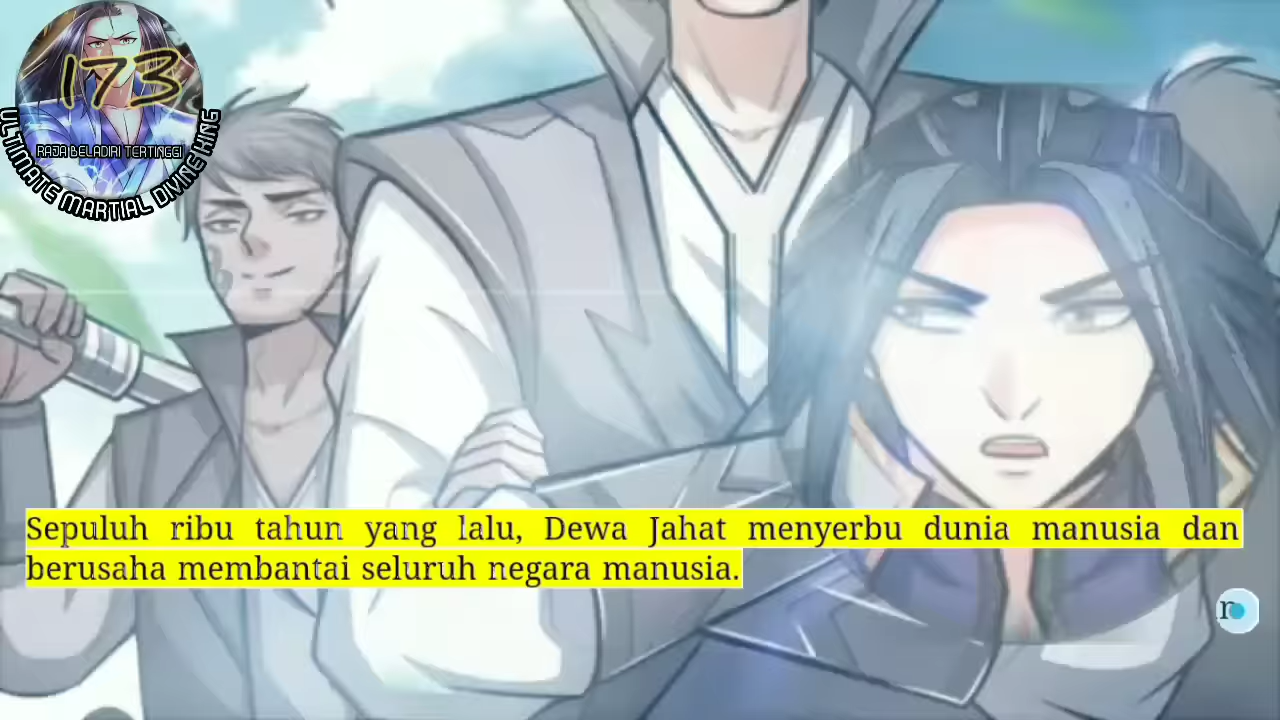 173
RAJA BELADIRI TERTINGGI
ULTIMATE MARTIAL DIVINE KING
Sepuluh ribu tahun yang lalu, Dewa Jahat menyerbu dunia manusia dan
berusaha membantai seluruh negara manusia.
r